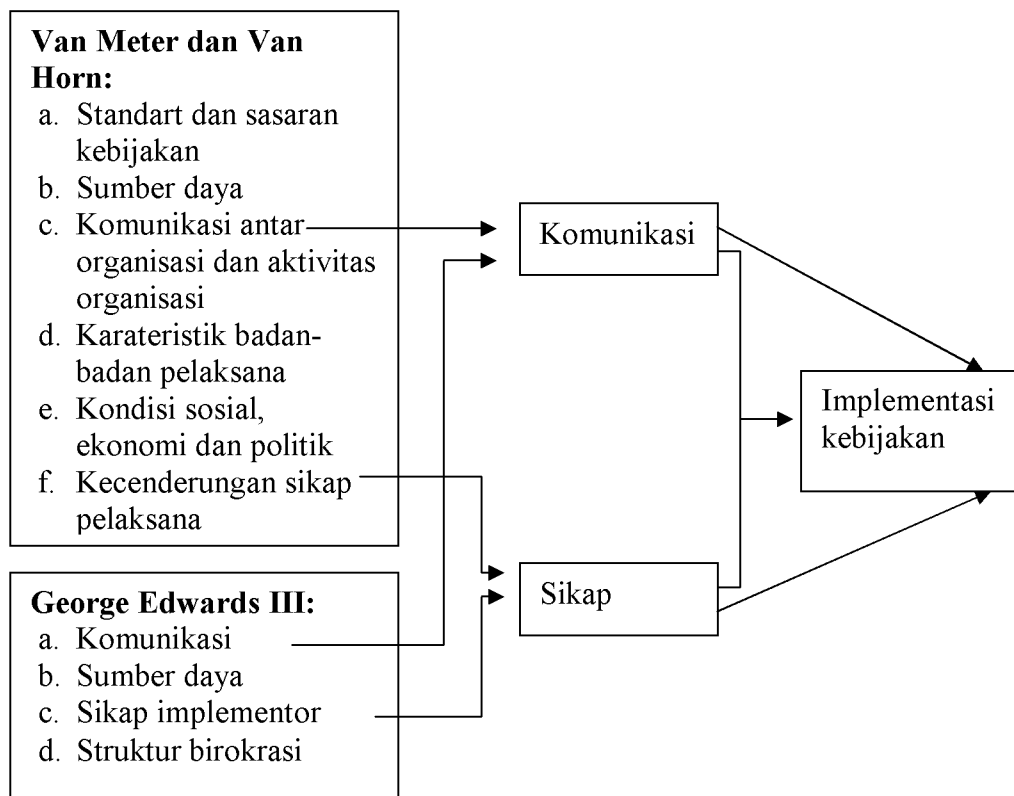 Van Meter dan Van
Horn:
a. Standart dan sasaran
kebijakan
b. Sumber daya
c. Komunikasi antar
organisasi dan aktivitas
organisasi
d. Karateristik badan-
badan pelaksana
e. Kondisi sosial,
ekonomi dan politik
f. Kecenderungan sikap
pelaksana
George Edwards III:
a. Komunikasi
b. Sumber daya
c. Sikap implementor
d. Struktur birokrasi
Komunikasi
Sikap
Implementasi
kebijakan